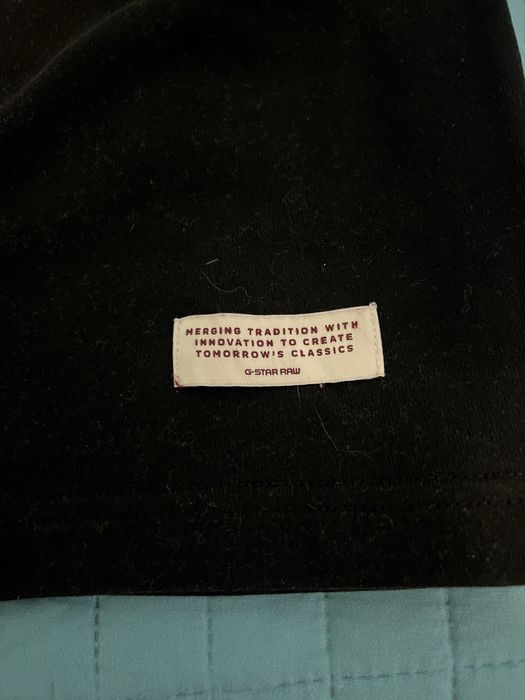 MERGING TRADITION WITH
INNOVATION TO CREATE
TOMORROW'S CLASSICS
G-STAR RAW